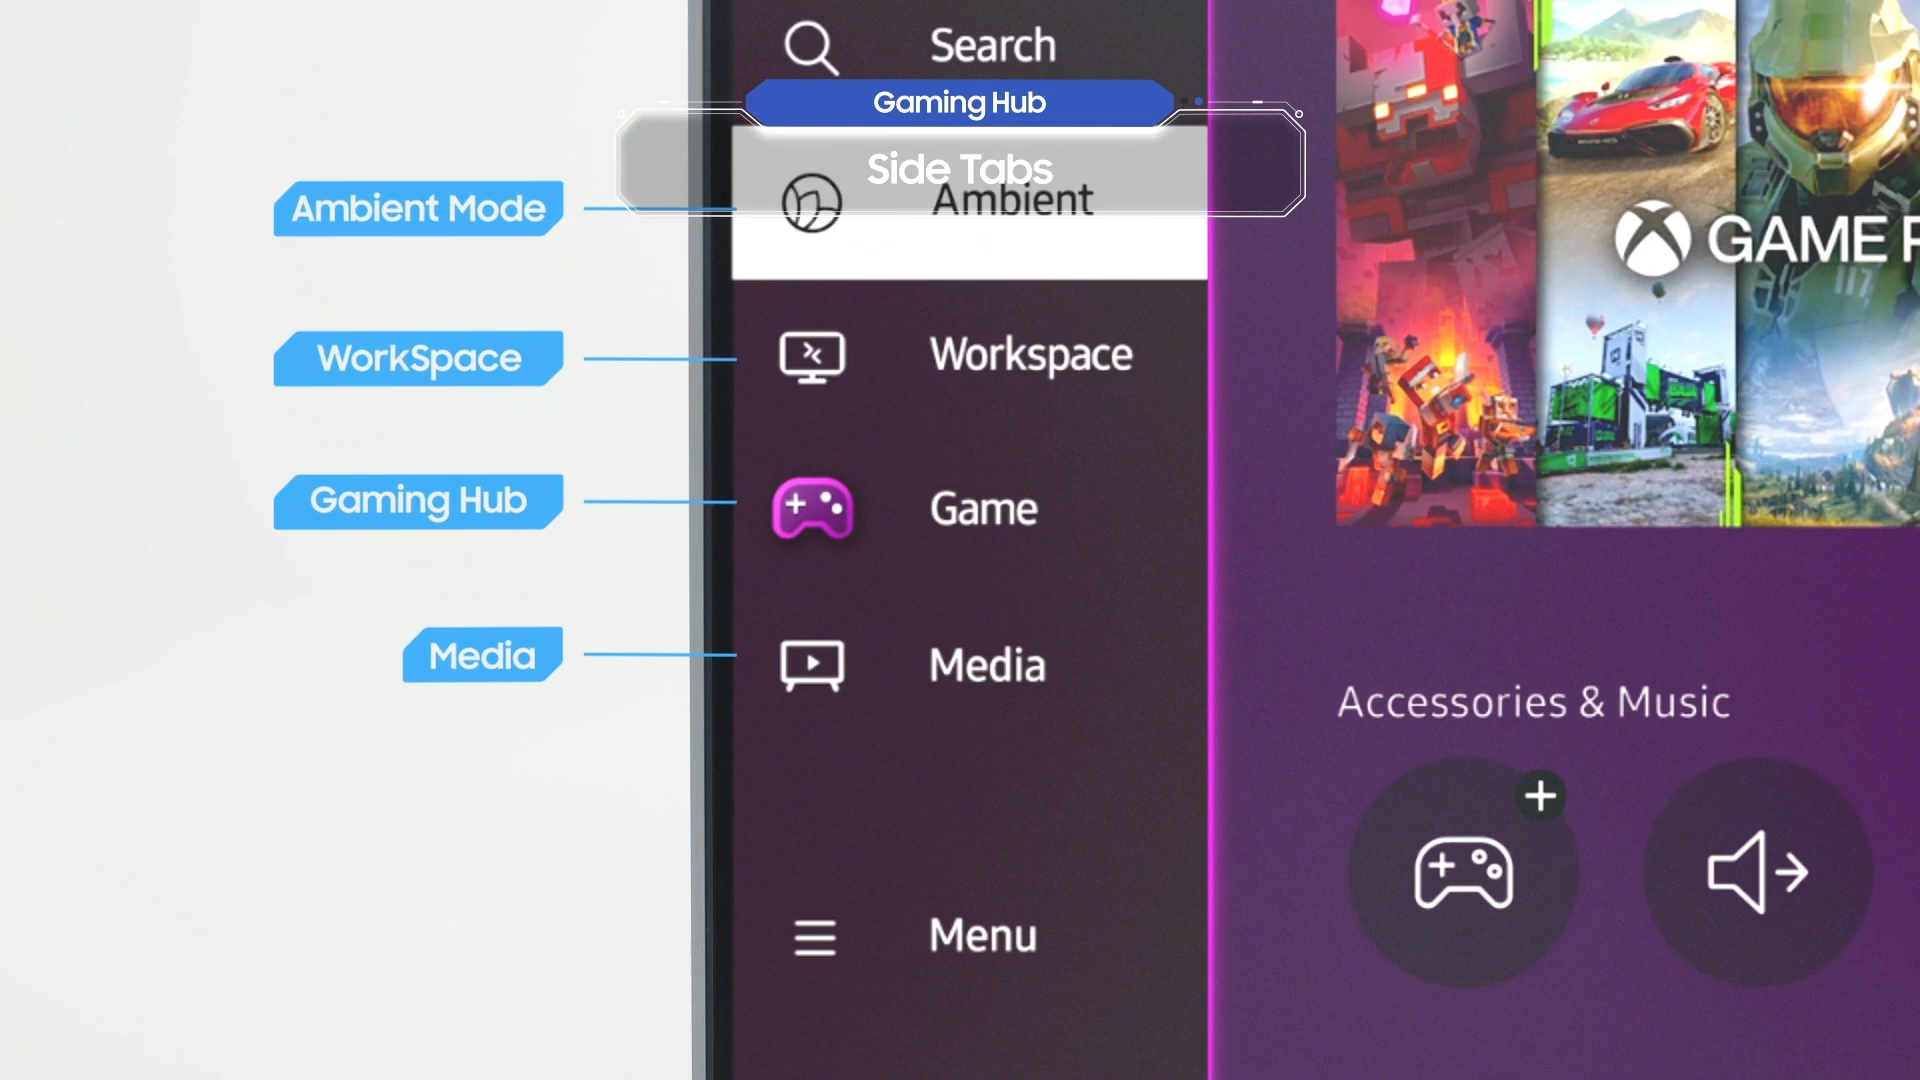 Search
Gaming Hub
Side Tabs
Ambient Mode
Ambient
WorkSpace
Workspace
Gaming Hub
Game
Media
Media
Menu
GAME P
117
Accessories & Music